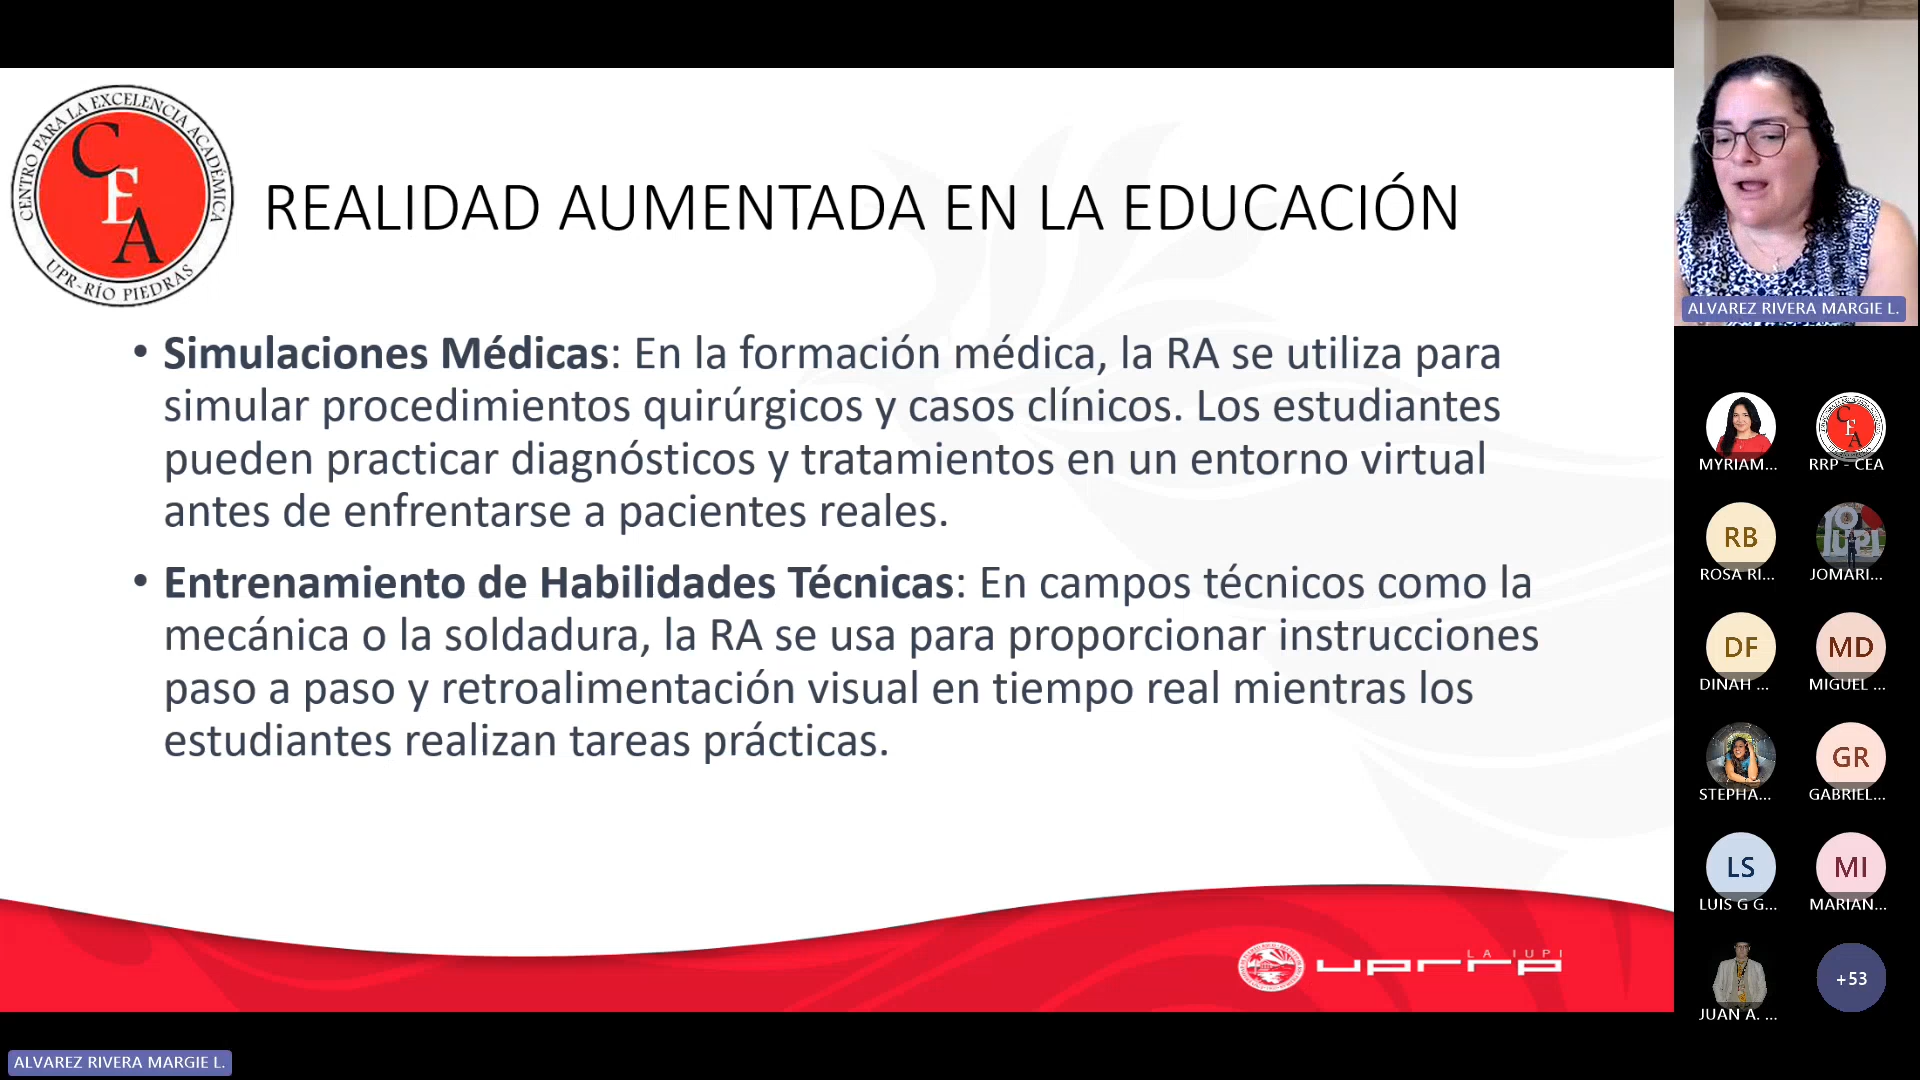 CENTRO PARA LA EXCELENCIA ACADÉMICA
CEA
UPR-RÍO PIEDRAS
REALIDAD AUMENTADA EN LA EDUCACIÓN
• Simulaciones Médicas: En la formación médica, la RA se utiliza para
simular procedimientos quirúrgicos y casos clínicos. Los estudiantes
pueden practicar diagnósticos y tratamientos en un entorno virtual
antes de enfrentarse a pacientes reales.
• Entrenamiento de Habilidades Técnicas: En campos técnicos como la
mecánica o la soldadura, la RA se usa para proporcionar instrucciones
paso a paso y retroalimentación visual en tiempo real mientras los
estudiantes realizan tareas prácticas.
LA IUPI
uprrp
ALVAREZ RIVERA MARGIE L.
ALVAREZ RIVERA MARGIE L.
MYRIAM...
CEA
RRP - CEA
RB
ROSA RI...
IUPI
JOMARI...
DF
DINAH ...
MD
MIGUEL ...
STEPHA...
GR
GABRIEL...
LS
LUIS G G...
MI
MARIAN...
JUAN A. ...
+53